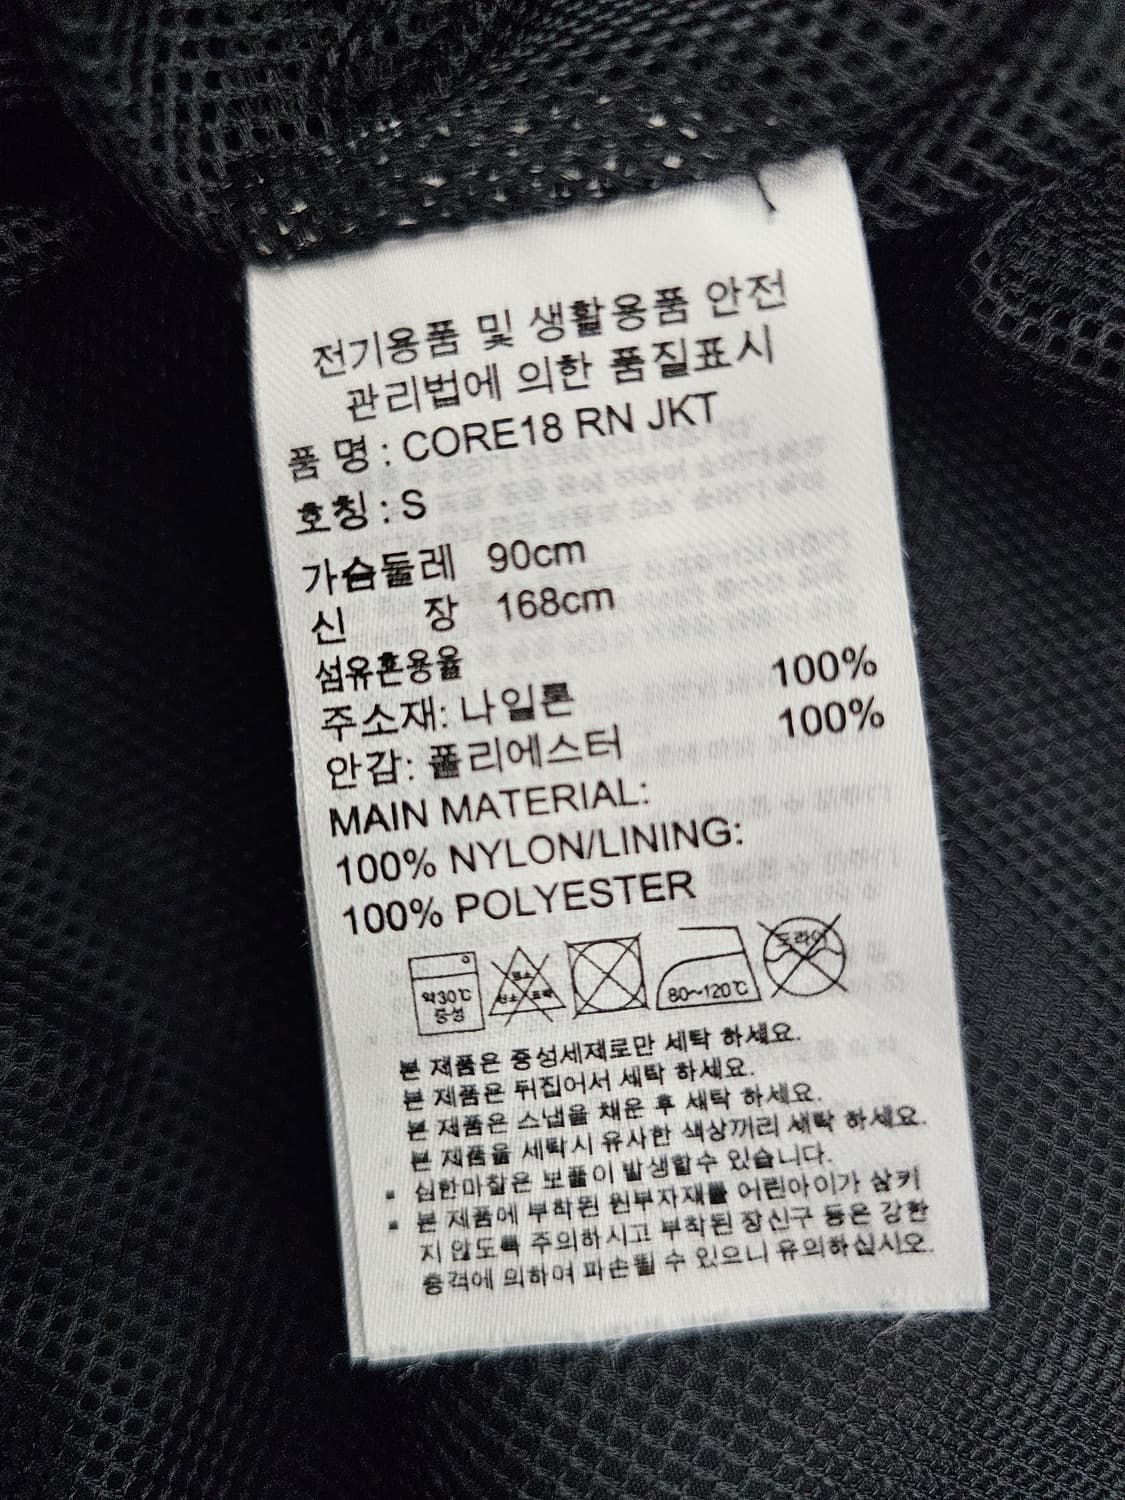 전기용품 및 생활용품 안전
관리법에 의한 품질표시
품 명 : CORE18 RN JKT
호칭 : S
가슴둘레 90cm
신 장 168cm
섬유혼용율
주소재: 나일론 100%
안감: 폴리에스터 100%
MAIN MATERIAL:
100% NYLON/LINING:
100% POLYESTER
약30℃
중성
염소
80~120℃
드라이
본 제품은 중성세제로만 세탁 하세요.
본 제품은 뒤집어서 세탁 하세요.
본 제품은 스냅을 채운 후 세탁 하세요.
본 제품을 세탁시 유사한 색상끼리 세탁 하세요.
▪ 심한마찰은 보풀이 발생할수 있습니다.
▪ 본 제품에 부착된 원부자재를 어린아이가 삼키
지 않도록 주의하시고 부착된 장신구 등은 강한
충격에 의하여 파손될 수 있으니 유의하십시오.